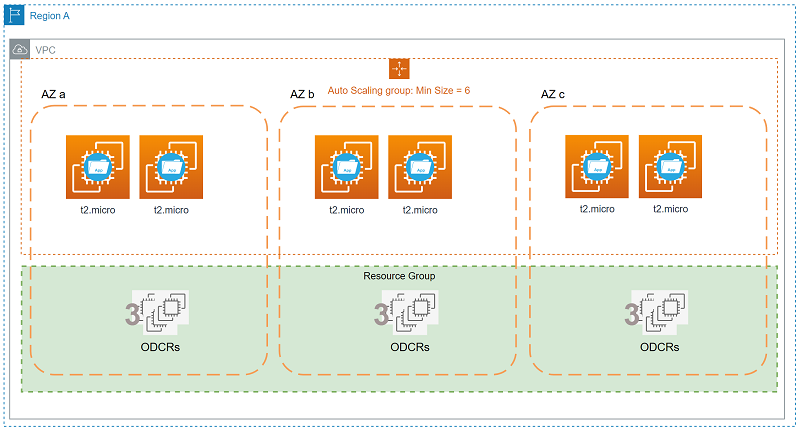 Region A
VPC
Auto Scaling group: Min Size = 6
AZ a
AZ b
AZ c
App
App
App
App
App
App
t2.micro
t2.micro
t2.micro
t2.micro
t2.micro
t2.micro
Resource Group
3
3
3
ODCRs
ODCRs
ODCRs